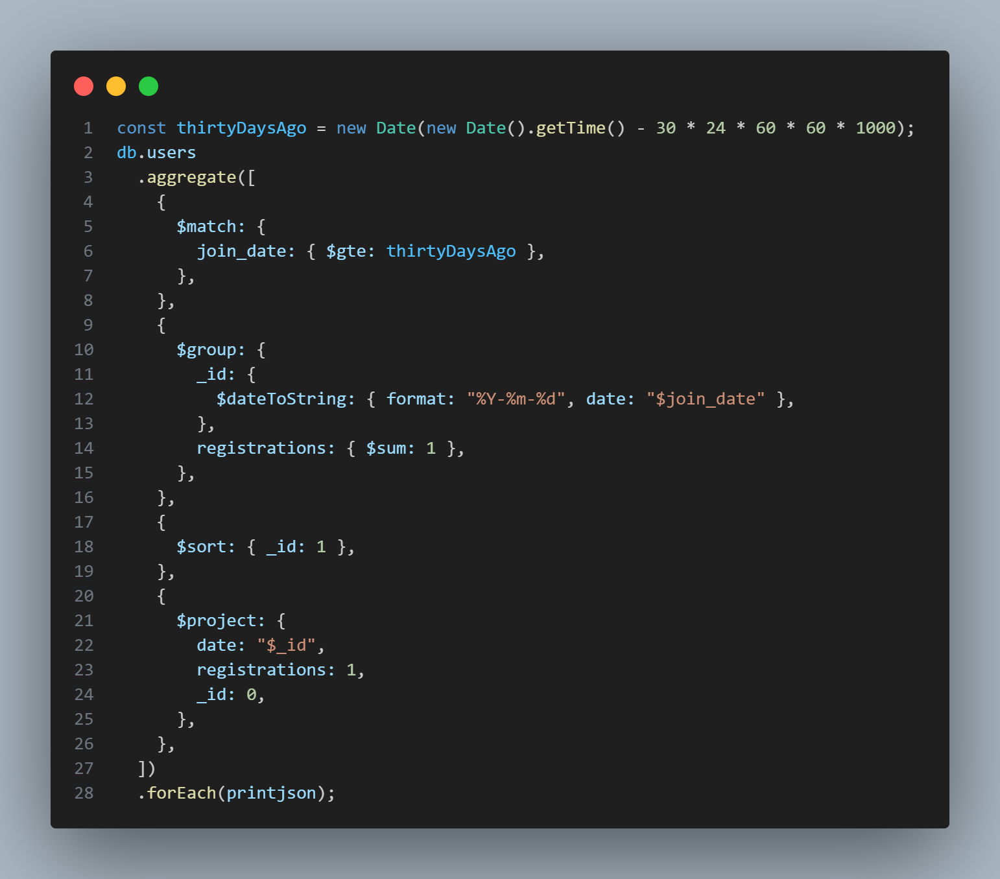 1 const thirtyDaysAgo = new Date(new Date().getTime() - 30 * 24 * 60 * 60 * 1000);
2 db.users
3   .aggregate([
4     {
5       $match: {
6         join_date: { $gte: thirtyDaysAgo },
7       },
8     },
9     {
10       $group: {
11         _id: {
12           $dateToString: { format: "%Y-%m-%d", date: "$join_date" },
13         },
14         registrations: { $sum: 1 },
15       },
16     },
17     {
18       $sort: { _id: 1 },
19     },
20     {
21       $project: {
22         date: "$_id",
23         registrations: 1,
24         _id: 0,
25       },
26     },
27   ])
28   .forEach(printjson);